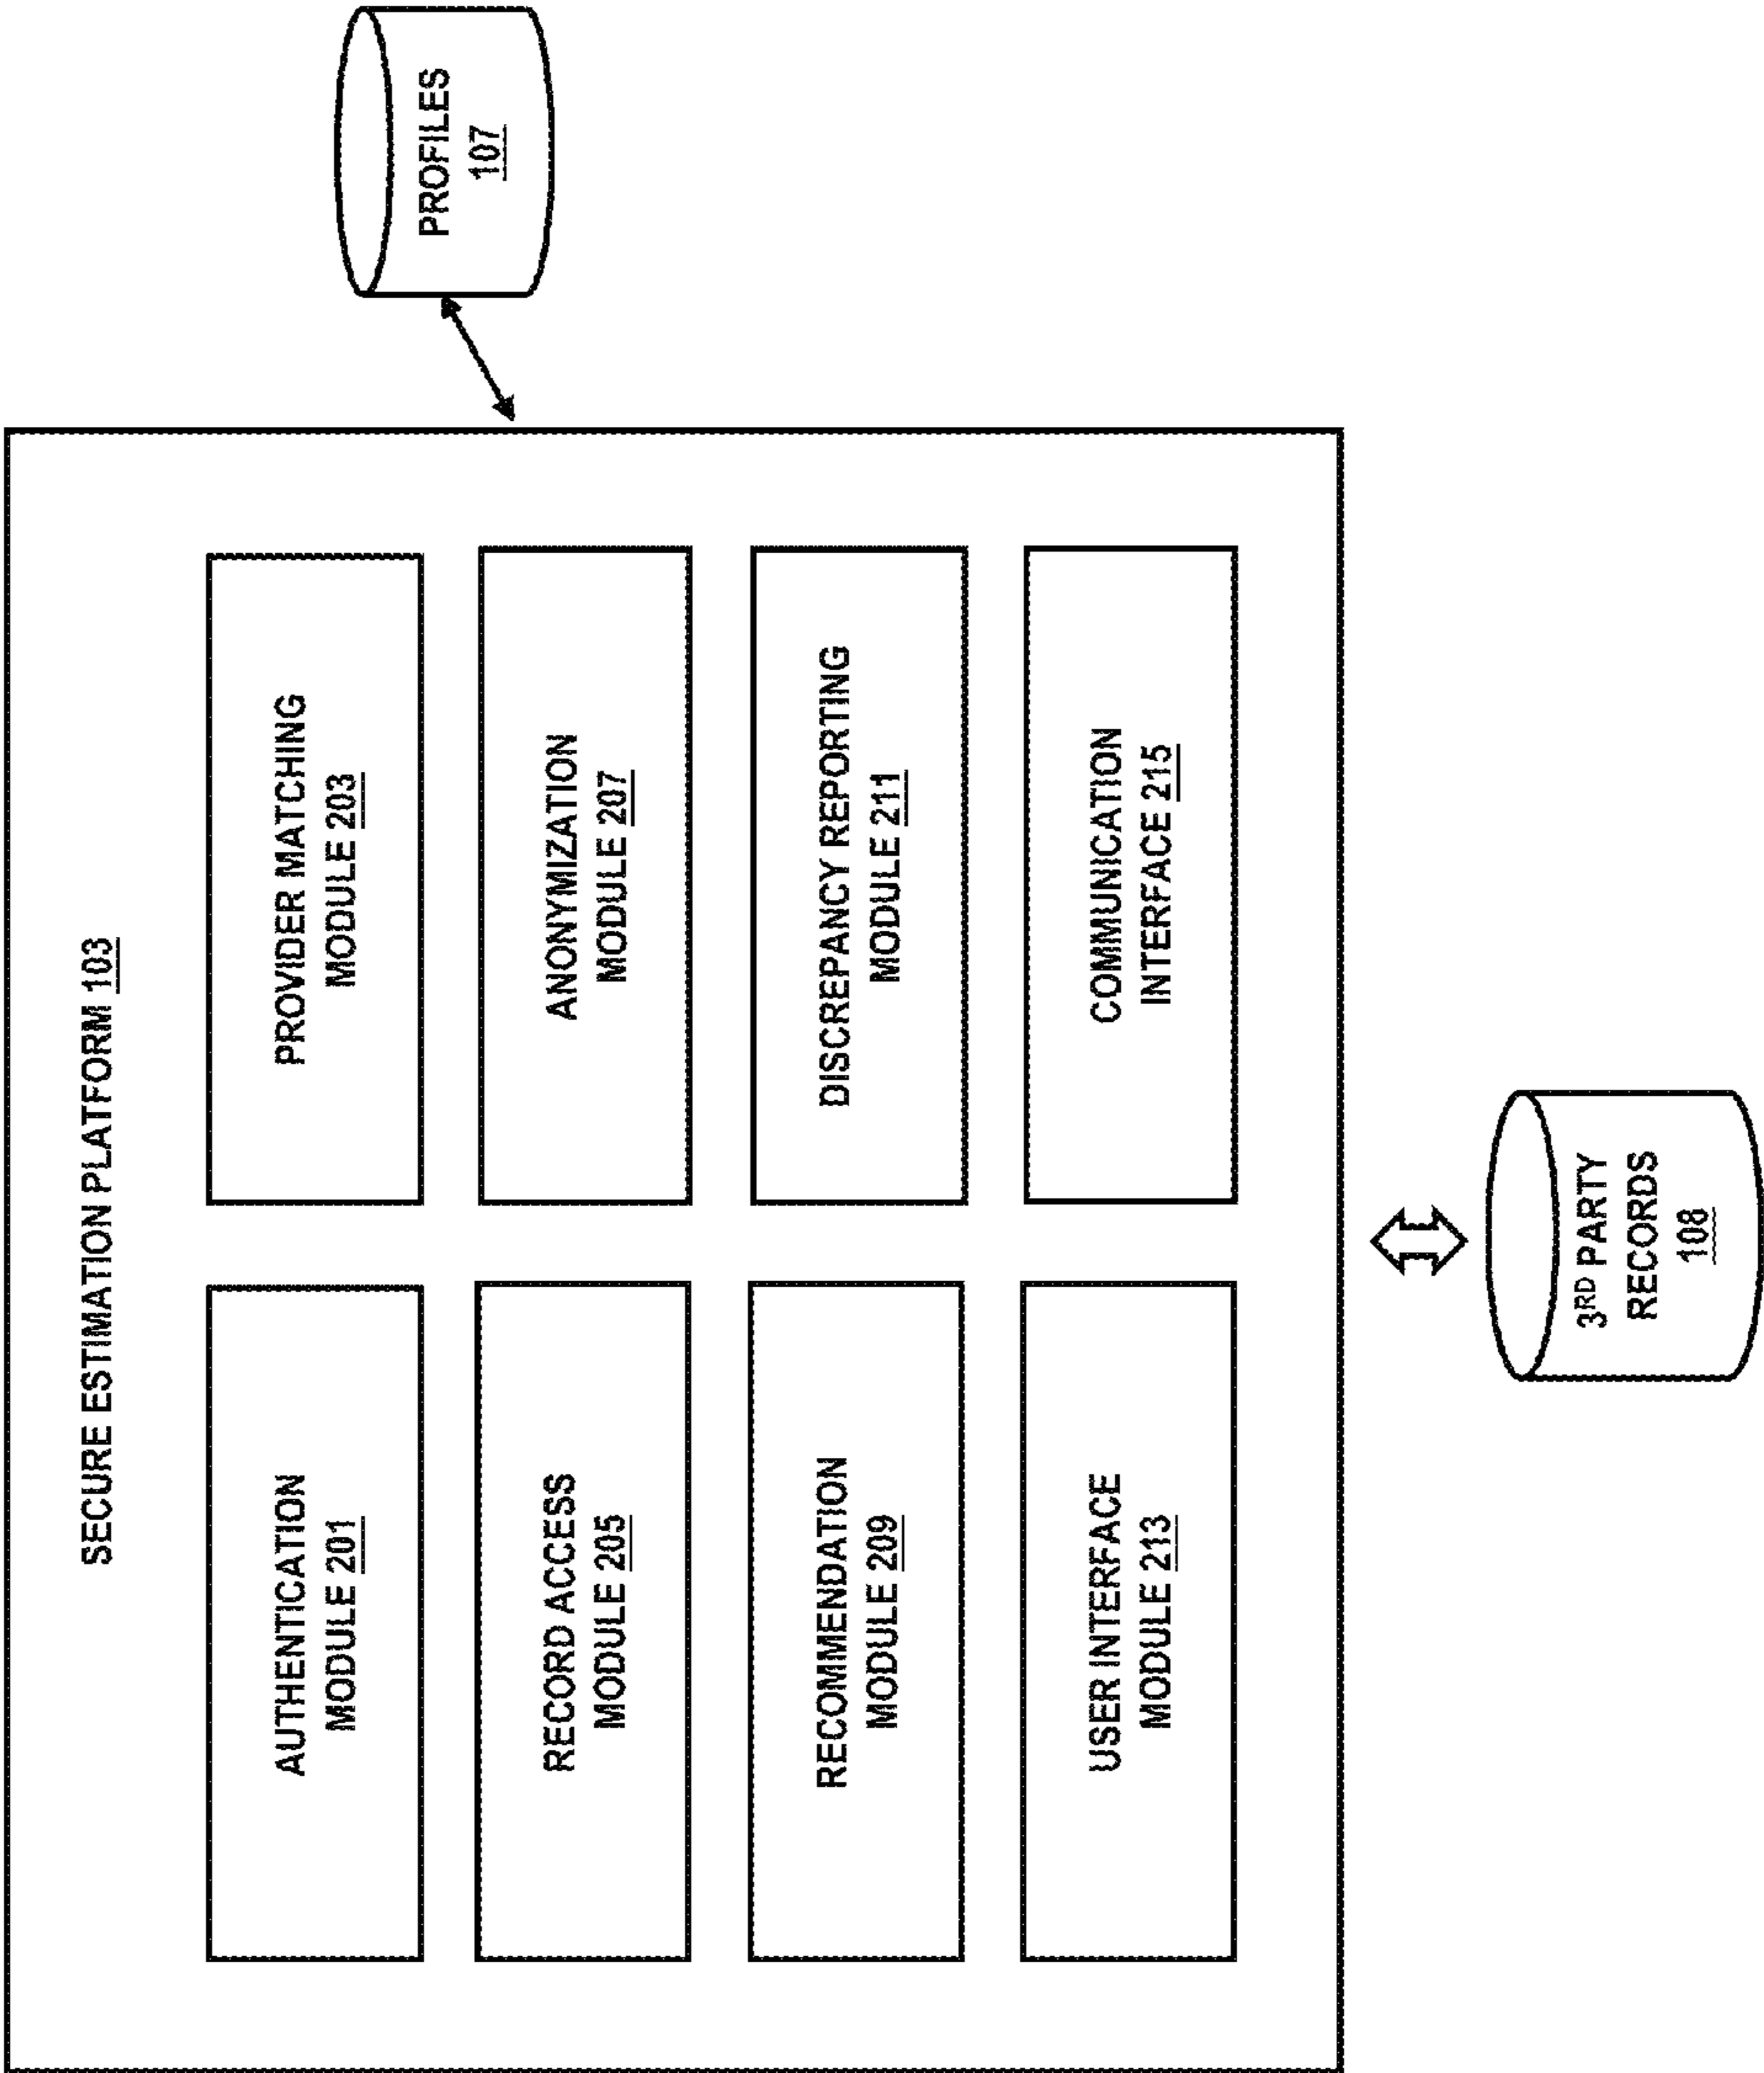 SECURE ESTIMATION PLATFORM 103
AUTHENTICATION
MODULE 201
PROVIDER MATCHING
MODULE 203
RECORD ACCESS
MODULE 205
ANONYMIZATION
MODULE 207
RECOMMENDATION
MODULE 209
DISCREPANCY REPORTING
MODULE 211
USER INTERFACE
MODULE 213
COMMUNICATION
INTERFACE 215
PROFILES
107
3RD PARTY
RECORDS
108